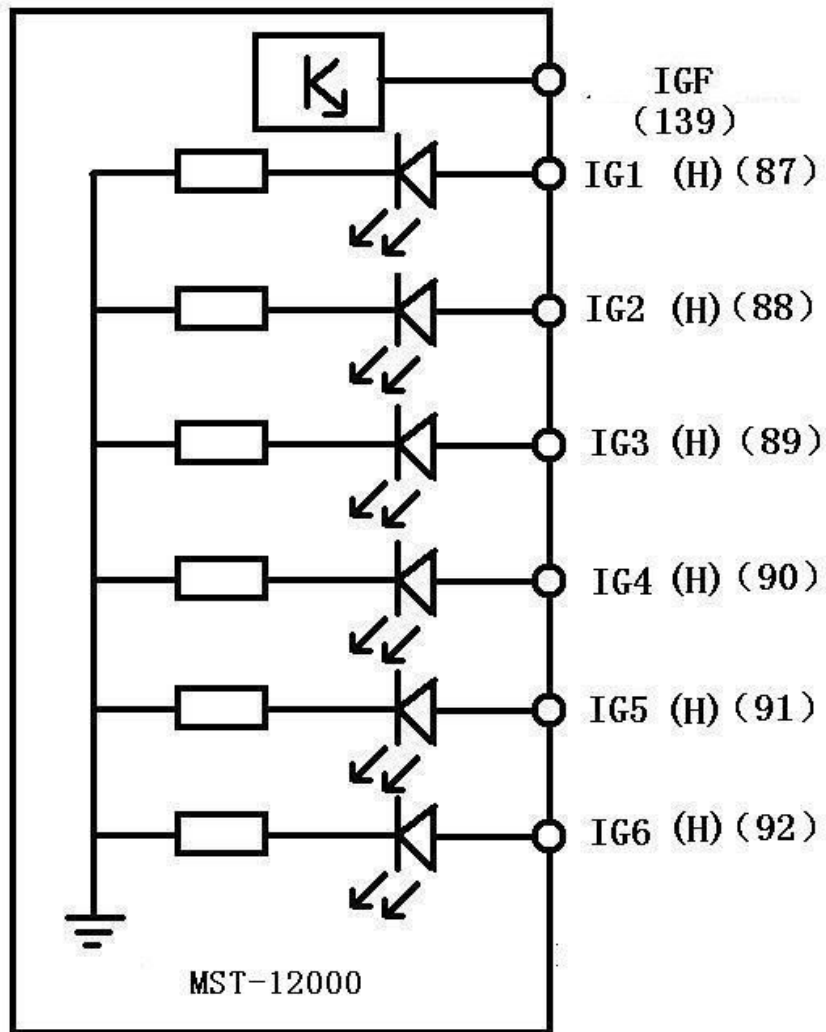 IGF
(139)
IG1 (H)(87)
IG2 (H)(88)
IG3 (H)(89)
IG4 (H)(90)
IG5 (H)(91)
IG6 (H)(92)
MST-12000